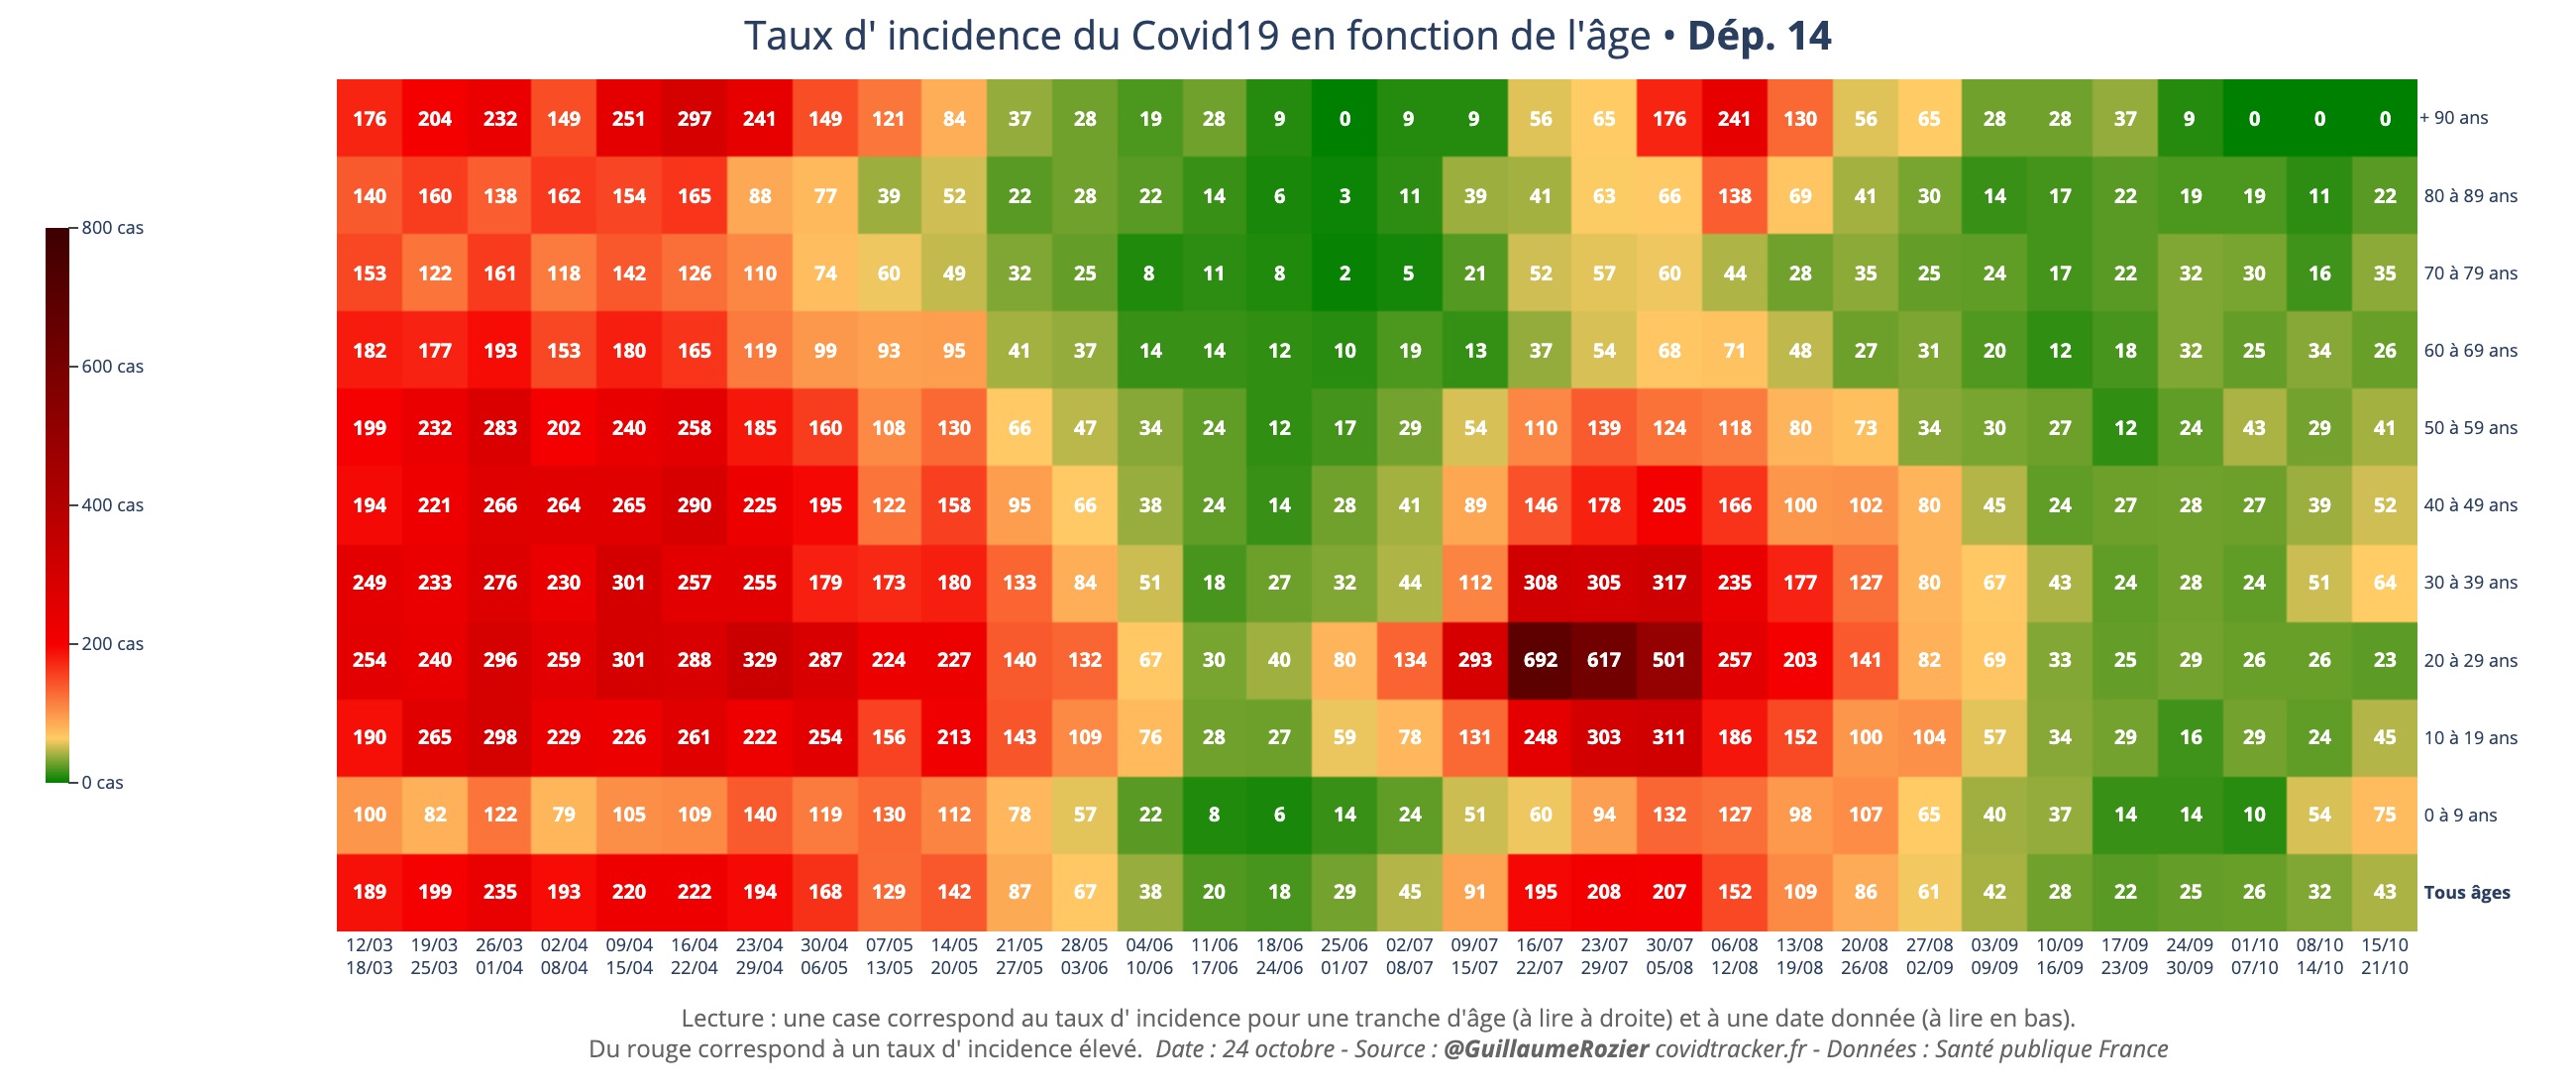 Taux d' incidence du Covid19 en fonction de l'âge • Dép. 14
800 cas
600 cas
400 cas
200 cas
0 cas
176 204 232 149 251 297 241 149 121 84 37 28 19 28 9 0 9 9 56 65 176 241 130 56 65 28 28 37 9 0 0 0 + 90 ans
140 160 138 162 154 165 88 77 39 52 22 28 22 14 6 3 11 39 41 63 66 138 69 41 30 14 17 22 19 19 11 22 80 à 89 ans
153 122 161 118 142 126 110 74 60 49 32 25 8 11 8 2 5 21 52 57 60 44 28 35 25 24 17 22 32 30 16 35 70 à 79 ans
182 177 193 153 180 165 119 99 93 95 41 37 14 14 12 10 19 13 37 54 68 71 48 27 31 20 12 18 32 25 34 26 60 à 69 ans
199 232 283 202 240 258 185 160 108 130 66 47 34 24 12 17 29 54 110 139 124 118 80 73 34 30 27 12 24 43 29 41 50 à 59 ans
194 221 266 264 265 290 225 195 122 158 95 66 38 24 14 28 41 89 146 178 205 166 100 102 80 45 24 27 28 27 39 52 40 à 49 ans
249 233 276 230 301 257 255 179 173 180 133 84 51 18 27 32 44 112 308 305 317 235 177 127 80 67 43 24 28 24 51 64 30 à 39 ans
254 240 296 259 301 288 329 287 224 227 140 132 67 30 40 80 134 293 692 617 501 257 203 141 82 69 33 25 29 26 26 23 20 à 29 ans
190 265 298 229 226 261 222 254 156 213 143 109 76 28 27 59 78 131 248 303 311 186 152 100 104 57 34 29 16 29 24 45 10 à 19 ans
100 82 122 79 105 109 140 119 130 112 78 57 22 8 6 14 24 51 60 94 132 127 98 107 65 40 37 14 14 10 54 75 0 à 9 ans
189 199 235 193 220 222 194 168 129 142 87 67 38 20 18 29 45 91 195 208 207 152 109 86 61 42 28 22 25 26 32 43 Tous âges
12/03 19/03 26/03 02/04 09/04 16/04 23/04 30/04 07/05 14/05 21/05 28/05 04/06 11/06 18/06 25/06 02/07 09/07 16/07 23/07 30/07 06/08 13/08 20/08 27/08 03/09 10/09 17/09 24/09 01/10 08/10 15/10
18/03 25/03 01/04 08/04 15/04 22/04 29/04 06/05 13/05 20/05 27/05 03/06 10/06 17/06 24/06 01/07 08/07 15/07 22/07 29/07 05/08 12/08 19/08 26/08 02/09 09/09 16/09 23/09 30/09 07/10 14/10 21/10
Lecture : une case correspond au taux d' incidence pour une tranche d'âge (à lire à droite) et à une date donnée (à lire en bas).
Du rouge correspond à un taux d' incidence élevé. Date : 24 octobre - Source : @GuillaumeRozier covidtracker.fr - Données : Santé publique France